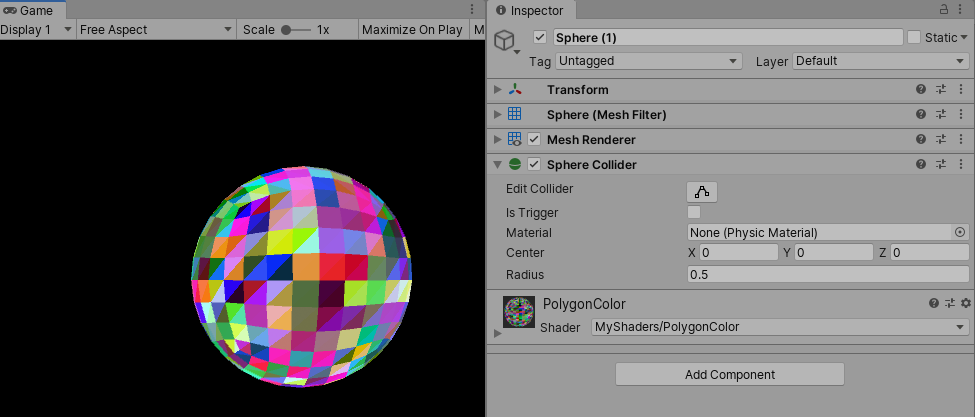 Game
Display 1 Free Aspect Scale 1x Maximize On Play M
Inspector
Sphere (1) Static
Tag Untagged Layer Default
Transform
Sphere (Mesh Filter)
Mesh Renderer
Sphere Collider
Edit Collider
Is Trigger
Material None (Physic Material)
Center X 0 Y 0 Z 0
Radius 0.5
PolygonColor
Shader MyShaders/PolygonColor
Add Component